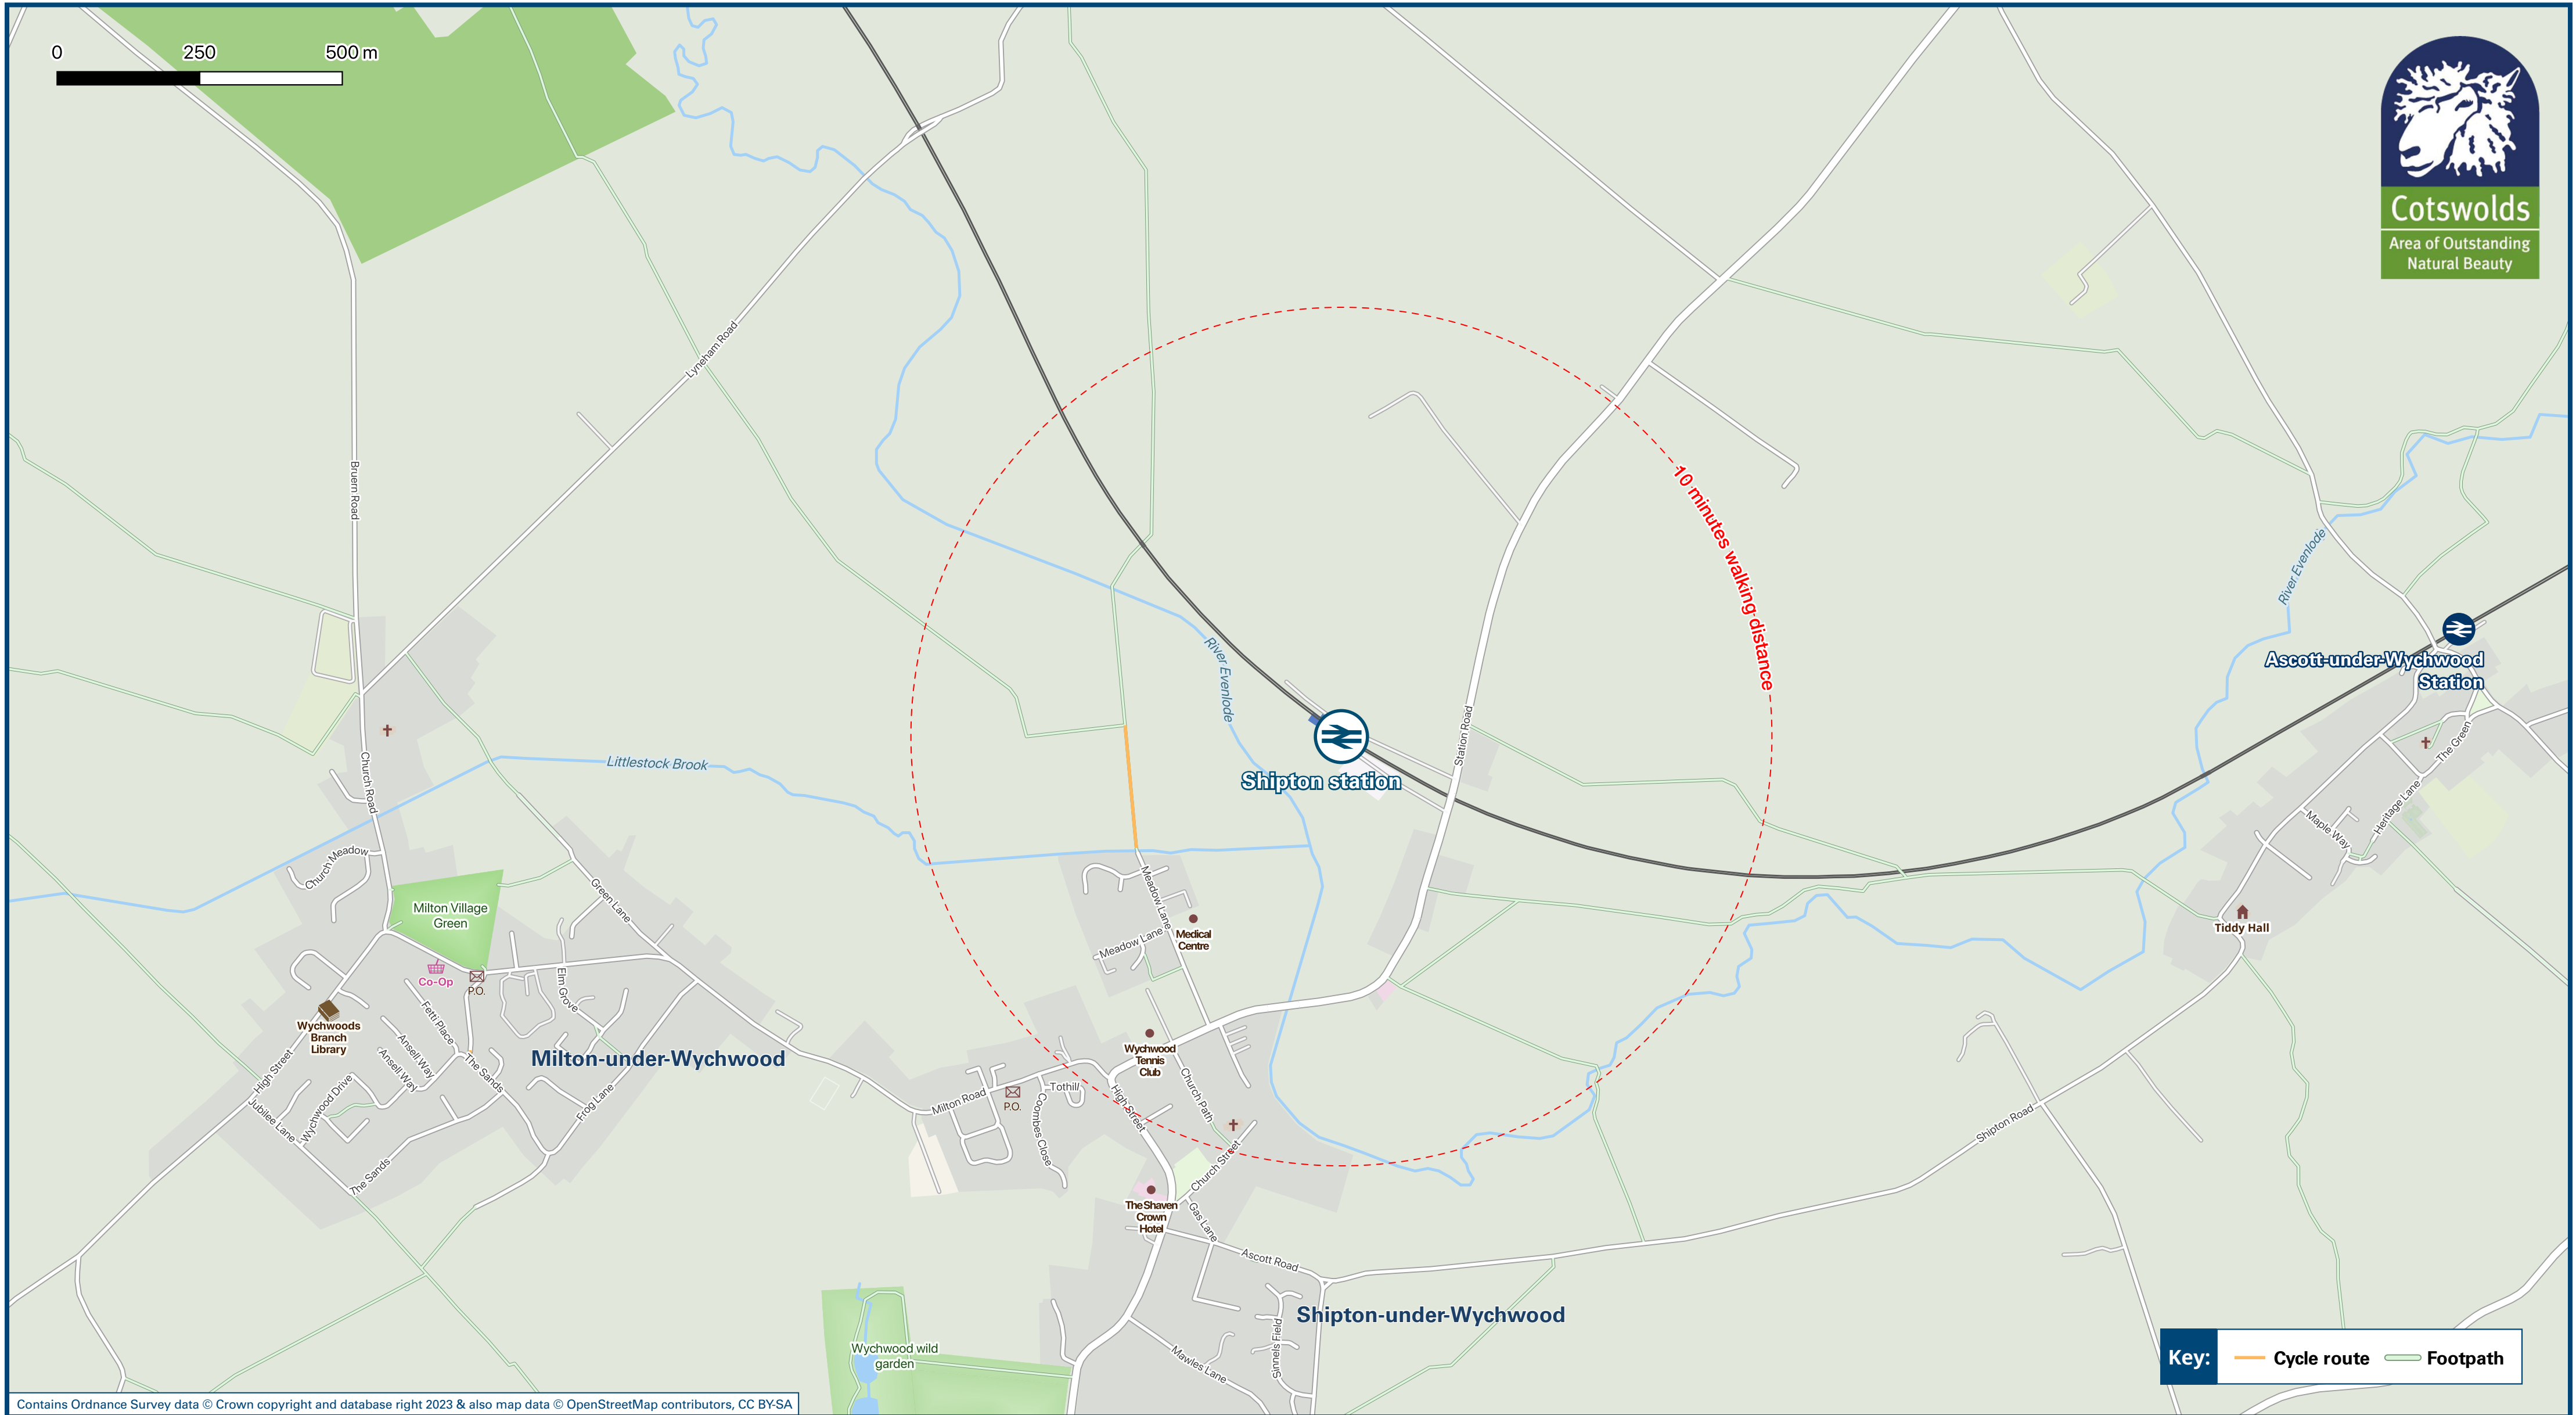 0 250 500 m
Cotswolds
Area of Outstanding
Natural Beauty
Lyneham Road
Bruern Road
10 minutes walking distance
River Evenlode
River Evenlode
Ascott-under-Wychwood
Station
Shipton station
Station Road
Littlestock Brook
Church Road
The Green
Heritage Lane
Maple Way
Tiddy Hall
Church Meadow
Milton Village
Green
Green Lane
Co-Op
P.O.
Elm Grove
Wychwoods
Branch
Library
Fetti Place
Ansell Way
Ansell Way
The Sands
High Street
Jubilee Lane
Wychwood Drive
Frog Lane
The Sands
Milton-under-Wychwood
Meadow Lane
Meadow Lane
Medical
Centre
Wychwood
Tennis
Club
Milton Road
P.O.
Tothill
Coombes Close
High Street
Church Path
Church Street
The Shaven
Crown
Hotel
Gas Lane
Ascott Road
Shipton Road
Shipton-under-Wychwood
Sinnels Field
Mawles Lane
Wychwood wild
garden
Key: Cycle route Footpath
Contains Ordnance Survey data © Crown copyright and database right 2023 & also map data © OpenStreetMap contributors, CC BY-SA